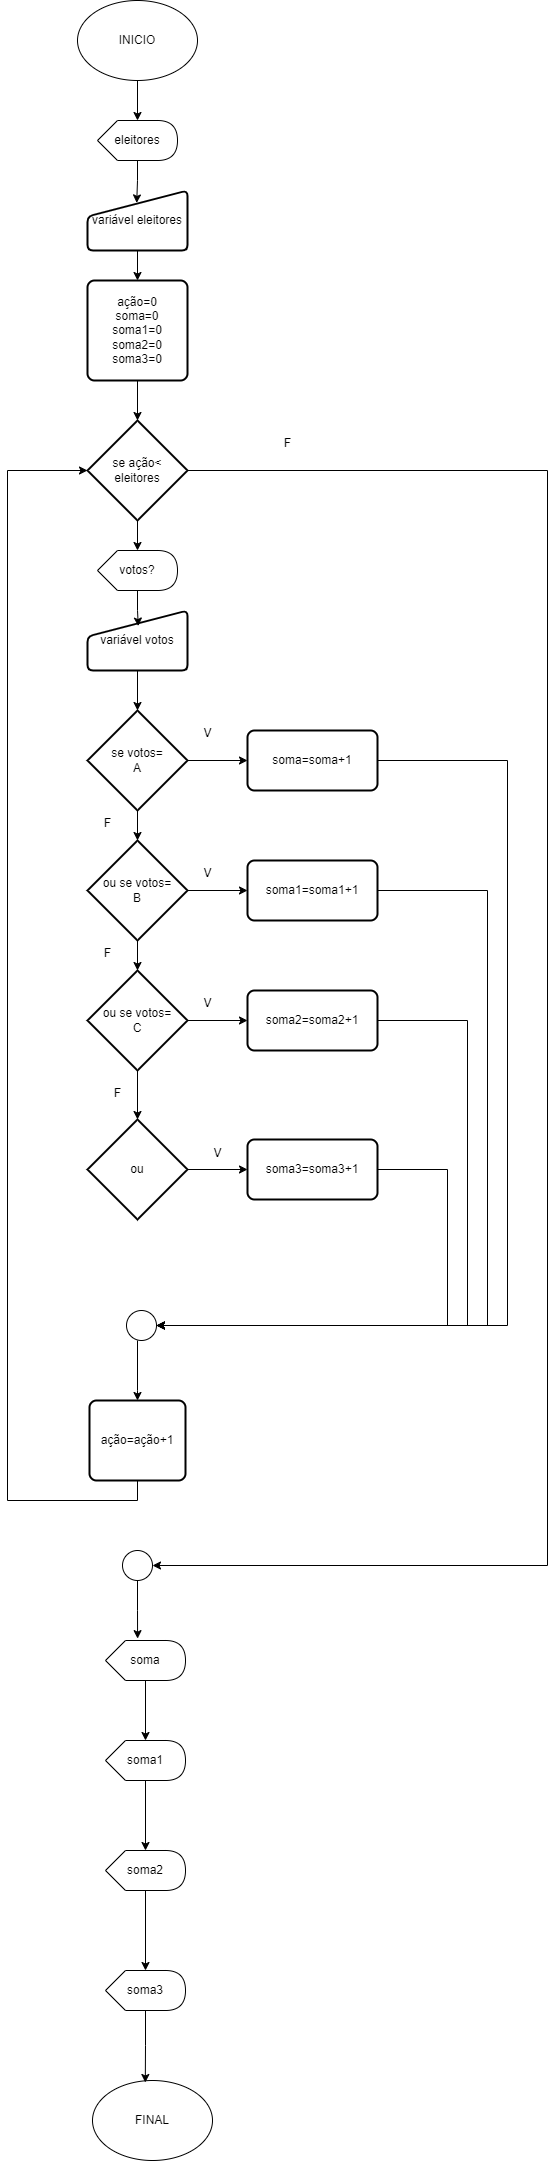 INICIO
eleitores
variável eleitores
ação=0
soma=0
soma1=0
soma2=0
soma3=0
F
se ação<
eleitores
votos?
variável votos
V
se votos=
A
soma=soma+1
F
V
ou se votos=
B
soma1=soma1+1
F
V
ou se votos=
C
soma2=soma2+1
F
V
ou
soma3=soma3+1
ação=ação+1
soma
soma1
soma2
soma3
FINAL